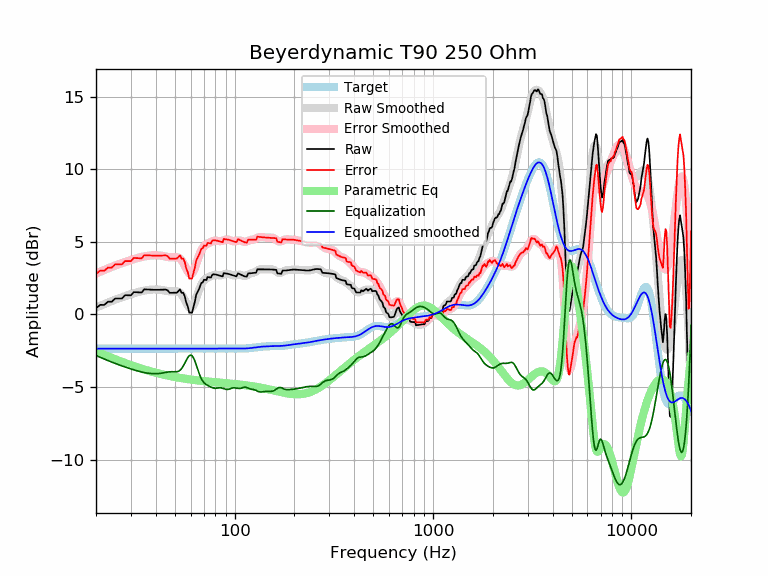 Beyerdynamic T90 250 Ohm
Target
Raw Smoothed
Error Smoothed
Raw
Error
Parametric Eq
Equalization
Equalized smoothed
15
10
5
0
−5
−10
Amplitude (dBr)
100
1000
10000
Frequency (Hz)